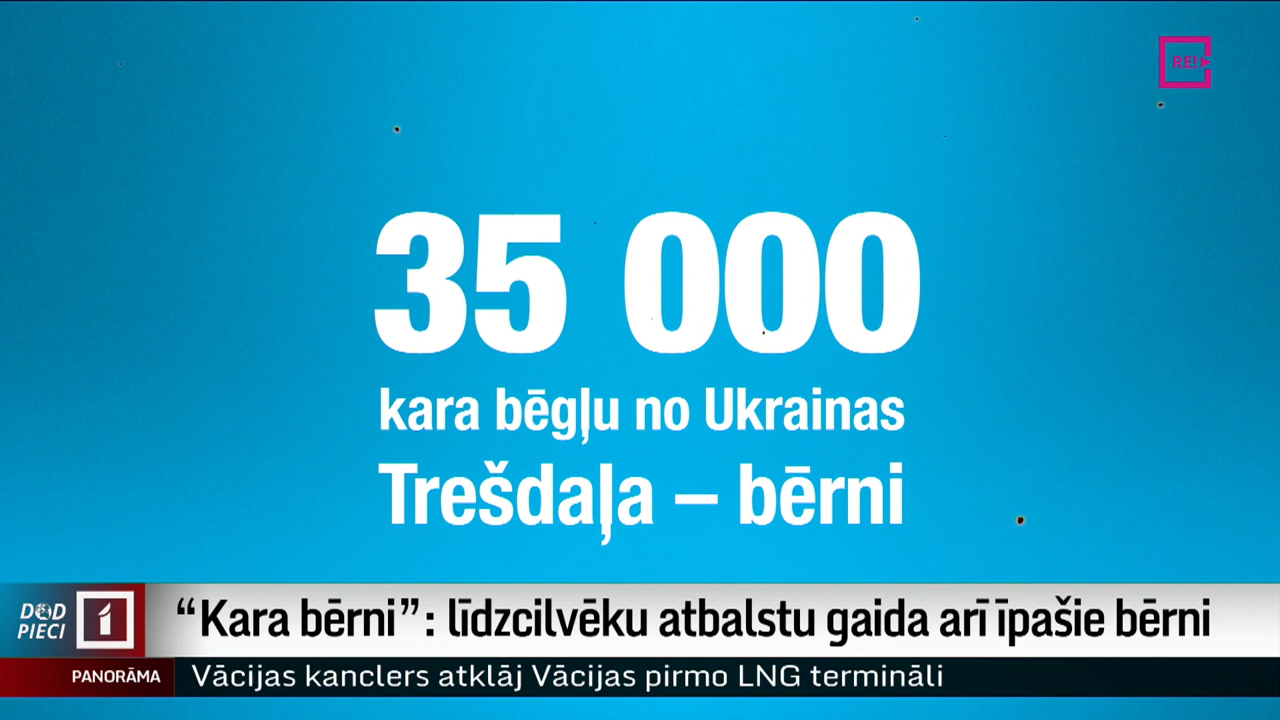 RE!
35 000
kara bēgļu no Ukrainas
Trešdaļa – bērni
DOD
PIECI
1
“Kara bērni”: līdzcilvēku atbalstu gaida arī īpašie bērni
PANORĀMA
Vācijas kanclers atklāj Vācijas pirmo LNG termināli